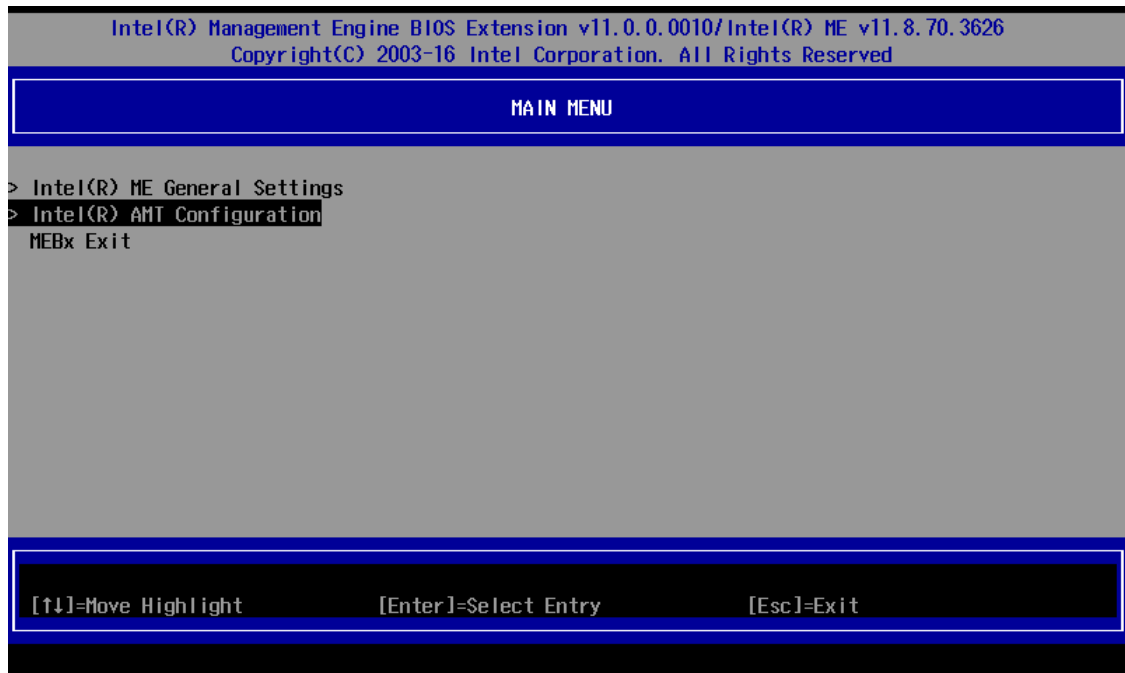 Intel(R) Management Engine BIOS Extension v11.0.0.0010/Intel(R) ME v11.8.70.3626
Copyright(C) 2003-16 Intel Corporation. All Rights Reserved
MAIN MENU
> Intel(R) ME General Settings
> Intel(R) AMT Configuration
MEBx Exit
[↑↓]=Move Highlight [Enter]=Select Entry [Esc]=Exit